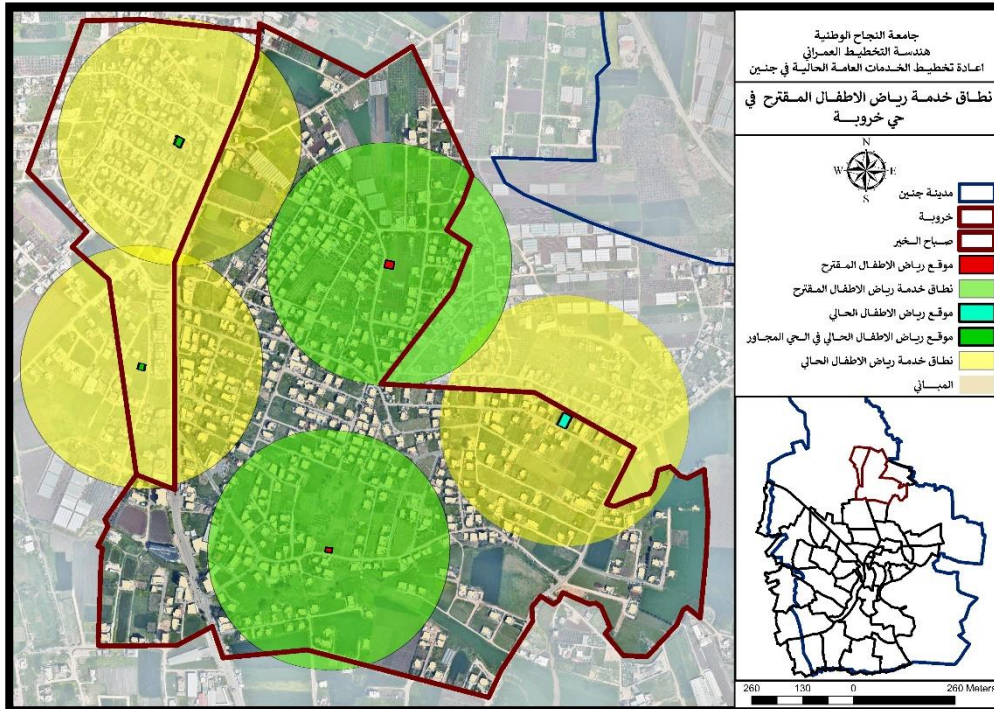 جامعة النجاح الوطنية
هندسة التخطيط العمراني
اعادة تخطيط الخدمات العامة الحالية في جنين
نطاق خدمة رياض الاطفال المقترح في
حي خروبة
N
W E
S
مدينة جنين
خروبة
صباح الخير
موقع رياض الاطفال المقترح
نطاق خدمة رياض الاطفال المقترح
موقع رياض الاطفال الحالي
موقع رياض الاطفال الحالي في الحي المجاور
نطاق خدمة رياض الاطفال الحالي
المباني
260 130 0 260 Meters